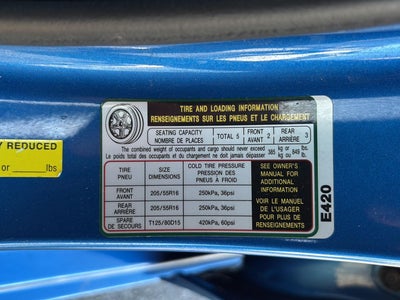 Y REDUCED
or ____ lbs
TIRE AND LOADING INFORMATION
RENSEIGNEMENTS SUR LES PNEUS ET LE CHARGEMENT
SEATING CAPACITY
NOMBRE DE PLACES
TOTAL 5
FRONT
AVANT 2
REAR
ARRIÈRE 3
The combined weight of occupants and cargo should never exceed 385 kg or 849 lbs.
Le poids total des occupants et du chargement ne doit jamais dépasser 385 kg ou 849 lb.
TIRE
PNEU
SIZE
DIMENSIONS
COLD TIRE PRESSURE
PRESSION DES
PNEUS À FROID
FRONT
AVANT
205/55R16
250kPa, 36psi
REAR
ARRIÈRE
205/55R16
250kPa, 36psi
SPARE
DE SECOURS
T125/80D15
420kPa, 60psi
SEE OWNER'S
MANUAL FOR
ADDITIONAL
INFORMATION
VOIR LE MANUEL
DE L'USAGER
POUR PLUS DE
RENSEIGNEMENTS
E420